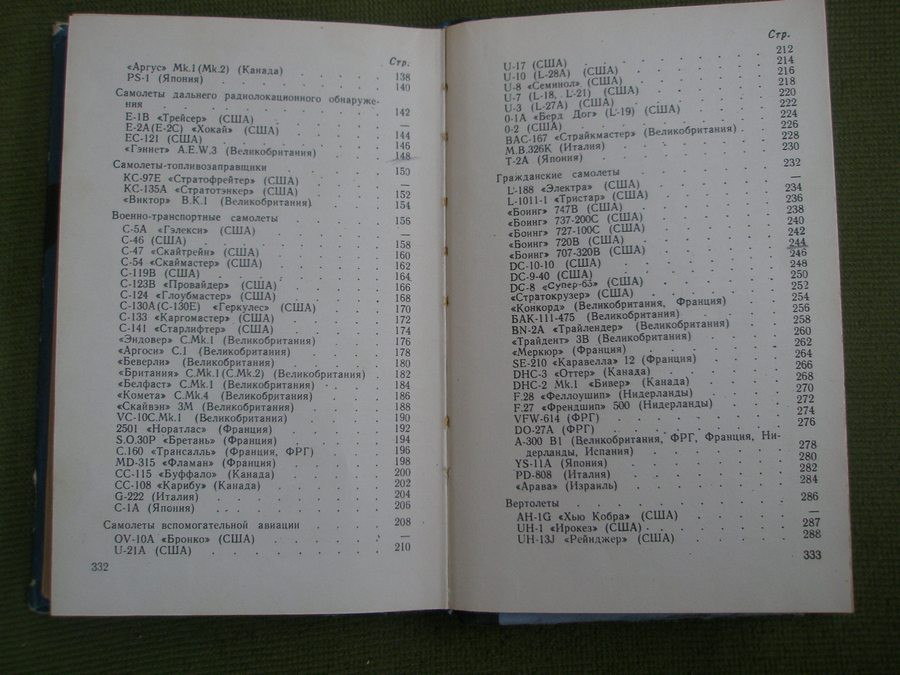 Стр.
«Аргус» Mk.1(Mk.2) (Канада) 138
PS-1 (Япония) 140
Самолеты дальнего радиолокационного обнаруже-
ния 142
E-1B «Трейсер» (США) —
E-2A(E-2C) «Хокай» (США) 144
EC-121 (США) 146
«Гэннет» A.E.W.3 (Великобритания) 148
Самолеты-топливозаправщики 150
KC-97E «Стратофрейтер» (США) —
KC-135A «Стратотэнкер» (США) 152
«Виктор» B.K.1 (Великобритания) 154
Военно-транспортные самолеты 156
C-5A «Гэлекси» (США) —
C-46 (США) 158
C-47 «Скайтрейн» (США) 160
C-54 «Скаймастер» (США) 162
C-119B (США) 164
C-123B «Провайдер» (США) 166
C-124 «Глоубмастер» (США) 168
C-130A(C-130E) «Геркулес» (США) 170
C-133 «Каргомастер» (США) 172
C-141 «Старлифтер» (США) 174
«Эндовер» C.Mk.1 (Великобритания) 176
«Аргоси» C.1 (Великобритания) 178
«Беверли» (Великобритания) 180
«Британия» C.Mk.1(C.Mk.2) (Великобритания) 182
«Белфаст» C.Mk.1 (Великобритания) 184
«Комета» C.Mk.4 (Великобритания) 186
«Скайвэн» 3M (Великобритания) 188
VC-10C.Mk.1 (Великобритания) 190
2501 «Норатлас» (Франция) 192
S.O.30P «Бретань» (Франция) 194
C.160 «Трансалль» (Франция, ФРГ) 196
MD-315 «Фламан» (Франция) 198
CC-115 «Буффало» (Канада) 200
CC-108 «Карибу» (Канада) 202
G-222 (Италия) 204
C-1A (Япония) 206
Самолеты вспомогательной авиации 208
OV-10A «Бронко» (США) —
U-21A (США) 210
332
Стр.
U-17 (США) 212
U-10 (L-28A) (США) 214
U-8 «Семинол» (США) 216
U-7 (L-18, L-21) (США) 218
U-3 (L-27A) (США) 220
0-1A «Берд Дог» (L-19) (США) 222
0-2 (США) 224
BAC-167 «Страйкмастер» (Великобритания) 226
M.B.326K (Италия) 228
T-2A (Япония) 230
Гражданские самолеты 232
L-188 «Электра» (США) —
L-1011-1 «Тристар» (США) 234
«Боинг» 747B (США) 236
«Боинг» 737-200C (США) 238
«Боинг» 727-100C (США) 240
«Боинг» 720B (США) 242
«Боинг» 707-320B (США) 244
DC-10-10 (США) 246
DC-9-40 (США) 248
DC-8 «Супер-63» (США) 250
«Стратокрузер» (США) 252
«Конкорд» (Великобритания, Франция) 254
БАК-111-475 (Великобритания) 256
BN-2A «Трайлендер» (Великобритания) 258
«Трайдент» 3B (Великобритания) 260
«Меркюр» (Франция) 262
SE-210 «Каравелла» 12 (Франция) 264
DHC-3 «Оттер» (Канада) 266
DHC-2 Mk.1 «Бивер» (Канада) 268
F.28 «Феллоушип» (Нидерланды) 270
F.27 «Френдшип» 500 (Нидерланды) 272
VFW-614 (ФРГ) 274
DO-27A (ФРГ) 276
A-300 B1 (Великобритания, ФРГ, Франция, Ни-
дерланды, Испания) 278
YS-11A (Япония) 280
PD-808 (Италия) 282
«Арава» (Израиль) 284
Вертолеты 286
AH-1G «Хью Кобра» (США) —
UH-1 «Ирокез» (США) 287
UH-13J «Рейнджер» (США) 288
333